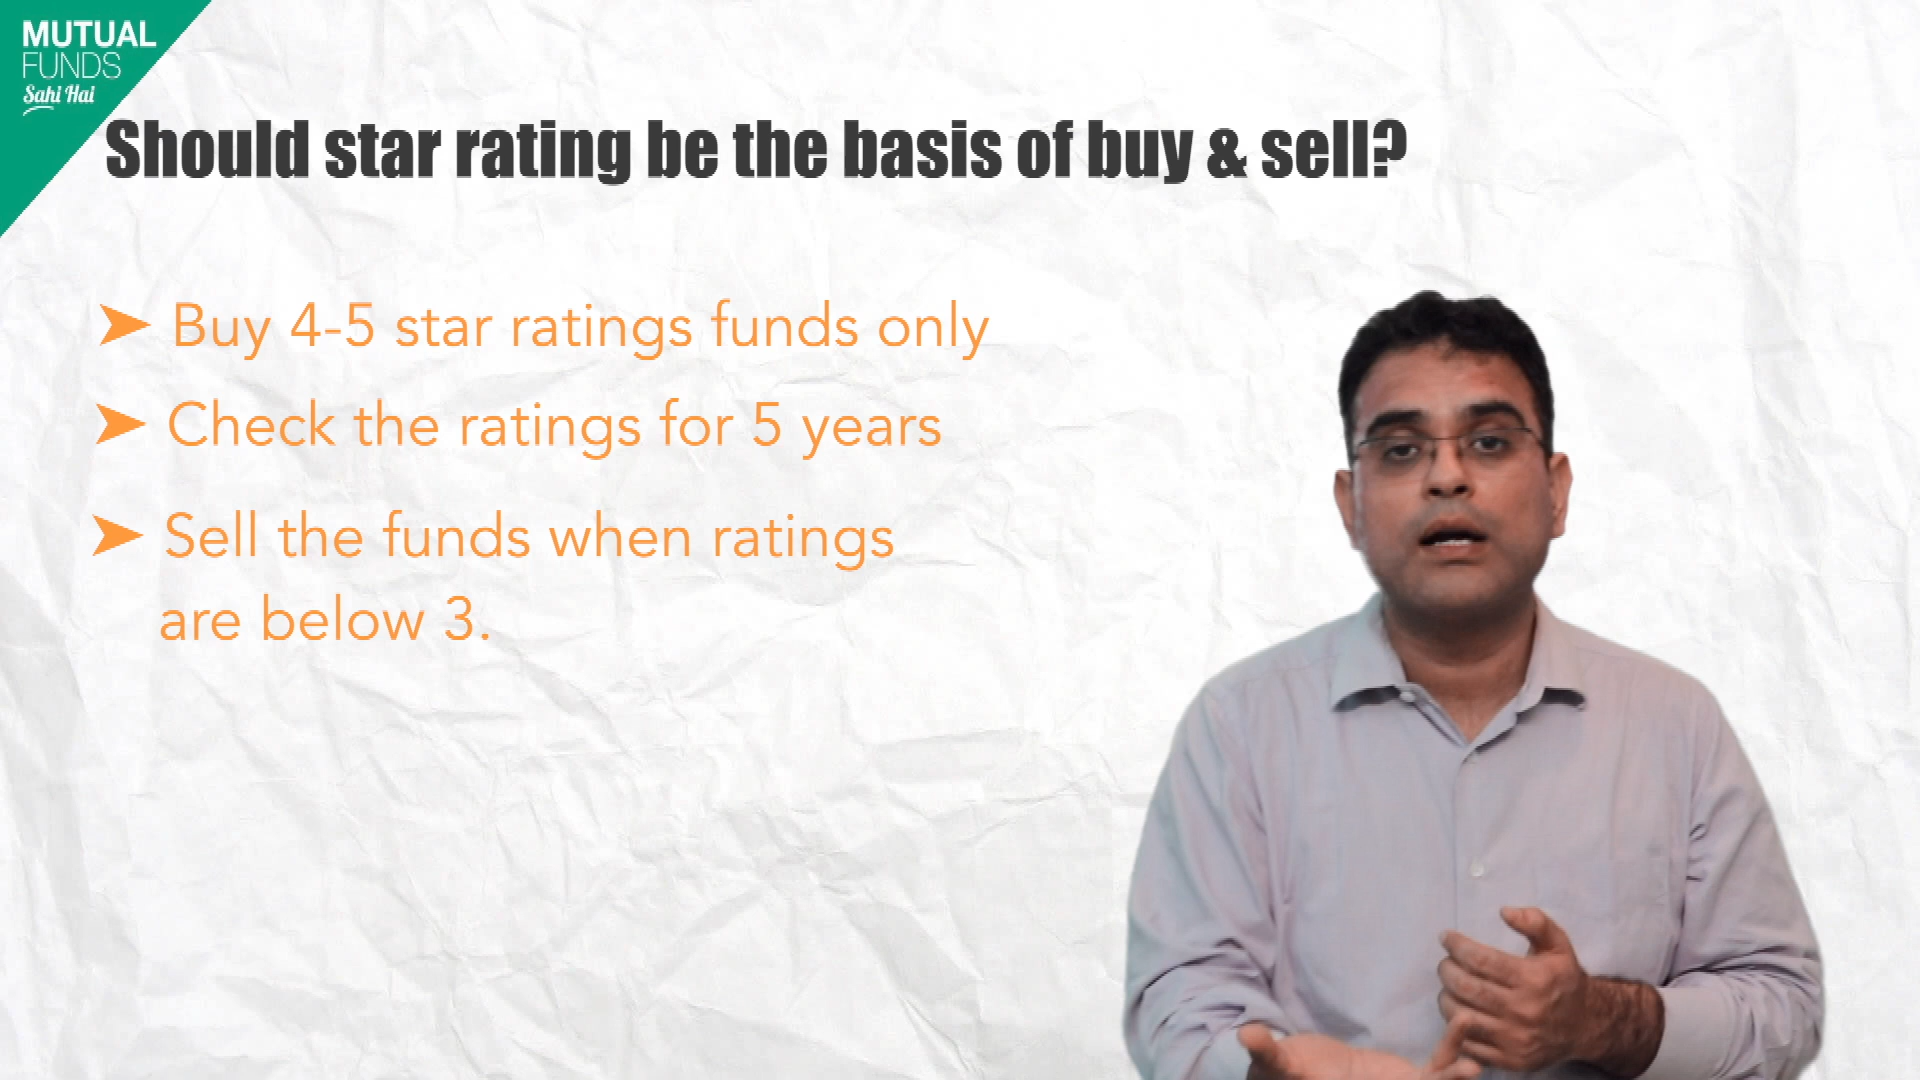 MUTUAL
FUNDS
Sahi Hai
Should star rating be the basis of buy & sell?
➤ Buy 4-5 star ratings funds only
➤ Check the ratings for 5 years
➤ Sell the funds when ratings
are below 3.